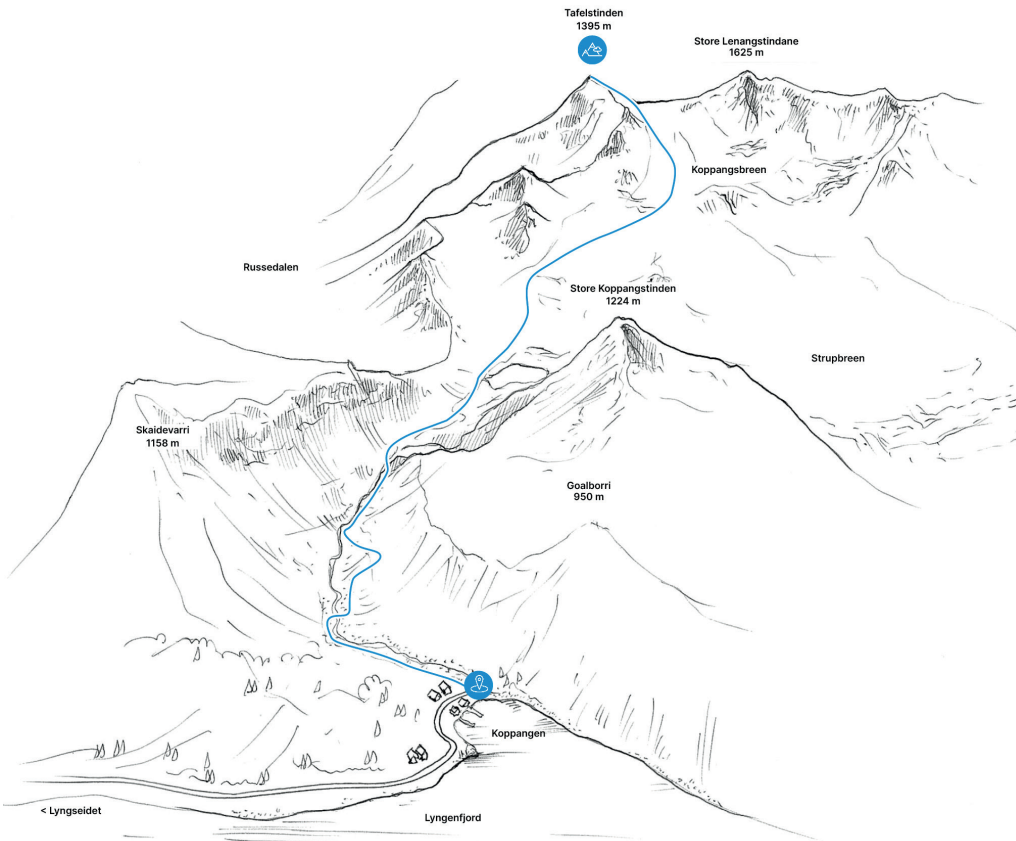 Tafelstinden
1395 m
Store Lenangstindane
1625 m
Koppangsbreen
Russedalen
Store Koppangstinden
1224 m
Strupbreen
Skaidevarri
1158 m
Goalborri
950 m
Koppangen
< Lyngseidet
Lyngenfjord